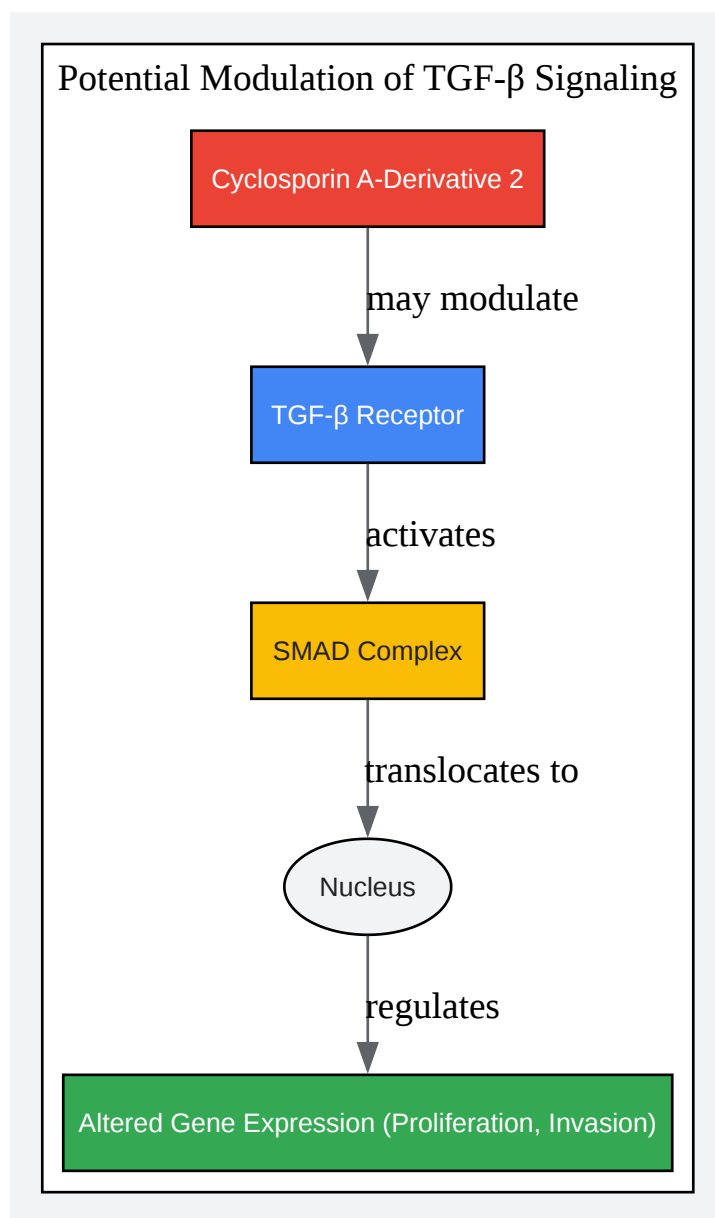 Potential Modulation of TGF-β Signaling
Cyclosporin A-Derivative 2
may modulate
TGF-β Receptor
activates
SMAD Complex
translocates to
Nucleus
regulates
Altered Gene Expression (Proliferation, Invasion)